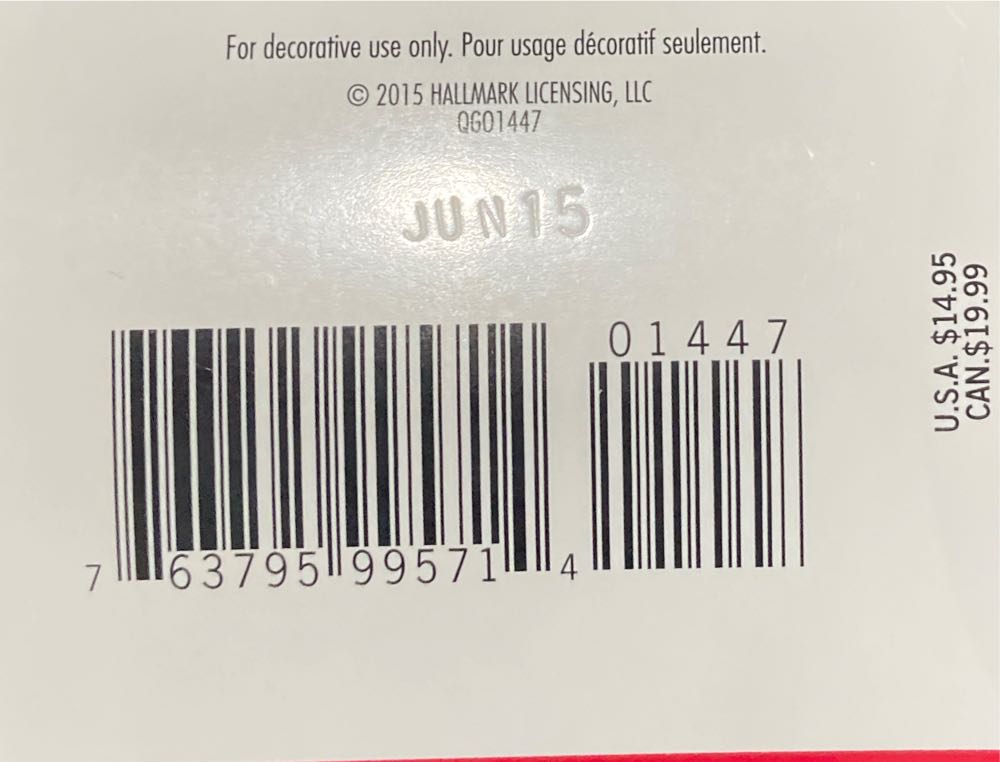 For decorative use only. Pour usage décoratif seulement.
© 2015 HALLMARK LICENSING, LLC
QGO1447
JUN15
01447
7 63795 99571 4
U.S.A. $14.95
CAN.$19.99